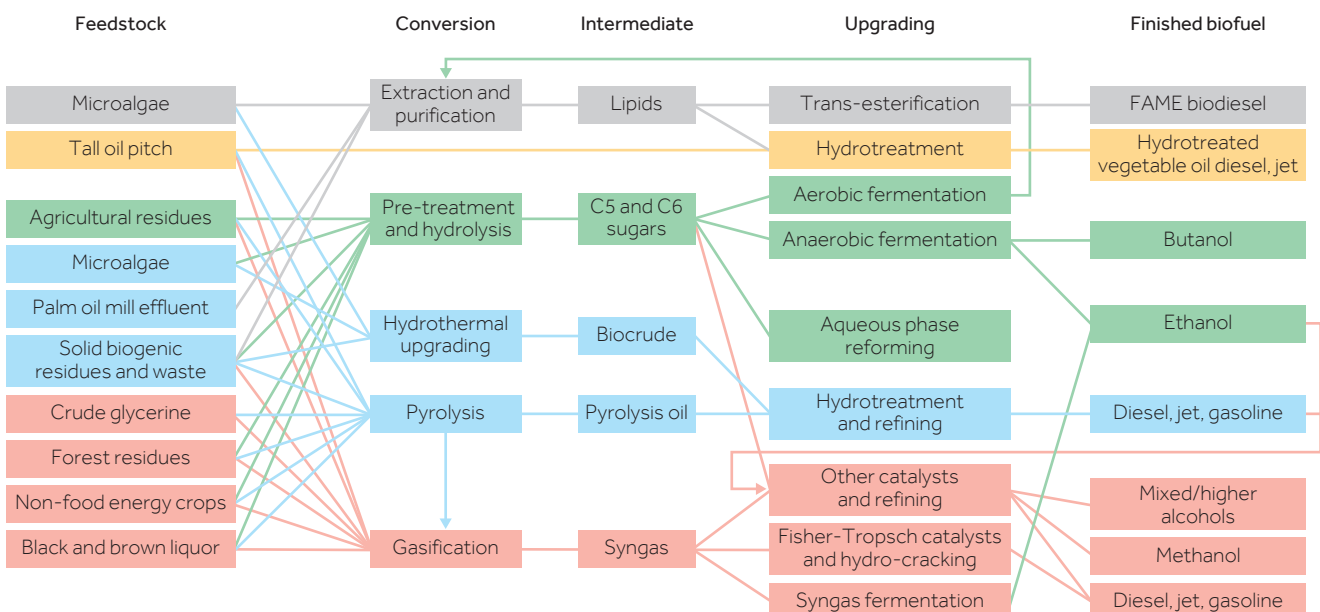 Feedstock
Conversion
Intermediate
Upgrading
Finished biofuel
Microalgae
Tall oil pitch
Agricultural residues
Microalgae
Palm oil mill effluent
Solid biogenic
residues and waste
Crude glycerine
Forest residues
Non-food energy crops
Black and brown liquor
Extraction and
purification
Pre-treatment
and hydrolysis
Hydrothermal
upgrading
Pyrolysis
Gasification
Lipids
C5 and C6
sugars
Biocrude
Pyrolysis oil
Syngas
Trans-esterification
Hydrotreatment
Aerobic fermentation
Anaerobic fermentation
Aqueous phase
reforming
Hydrotreatment
and refining
Other catalysts
and refining
Fisher-Tropsch catalysts
and hydro-cracking
Syngas fermentation
FAME biodiesel
Hydrotreated
vegetable oil diesel, jet
Butanol
Ethanol
Diesel, jet, gasoline
Mixed/higher
alcohols
Methanol
Diesel, jet, gasoline